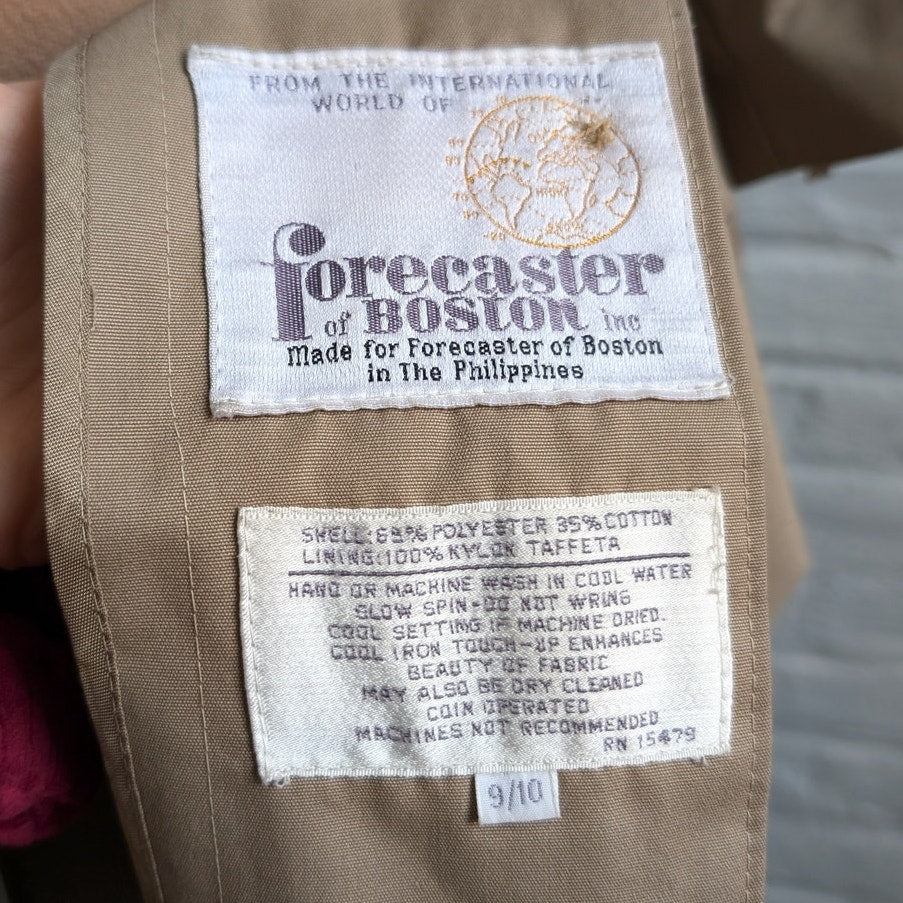 FROM THE INTERNATIONAL
WORLD OF
forecaster
of BOSTON inc
Made for Forecaster of Boston
in The Philippines
SHELL: 65% POLYESTER 35% COTTON
LINING: 100% NYLON TAFFETA
HAND OR MACHINE WASH IN COOL WATER
SLOW SPIN-DO NOT WRING
COOL SETTING IF MACHINE DRIED.
COOL IRON TOUCH-UP ENHANCES
BEAUTY OF FABRIC
MAY ALSO BE DRY CLEANED
COIN OPERATED
MACHINES NOT RECOMMENDED
RN 15479
9/10